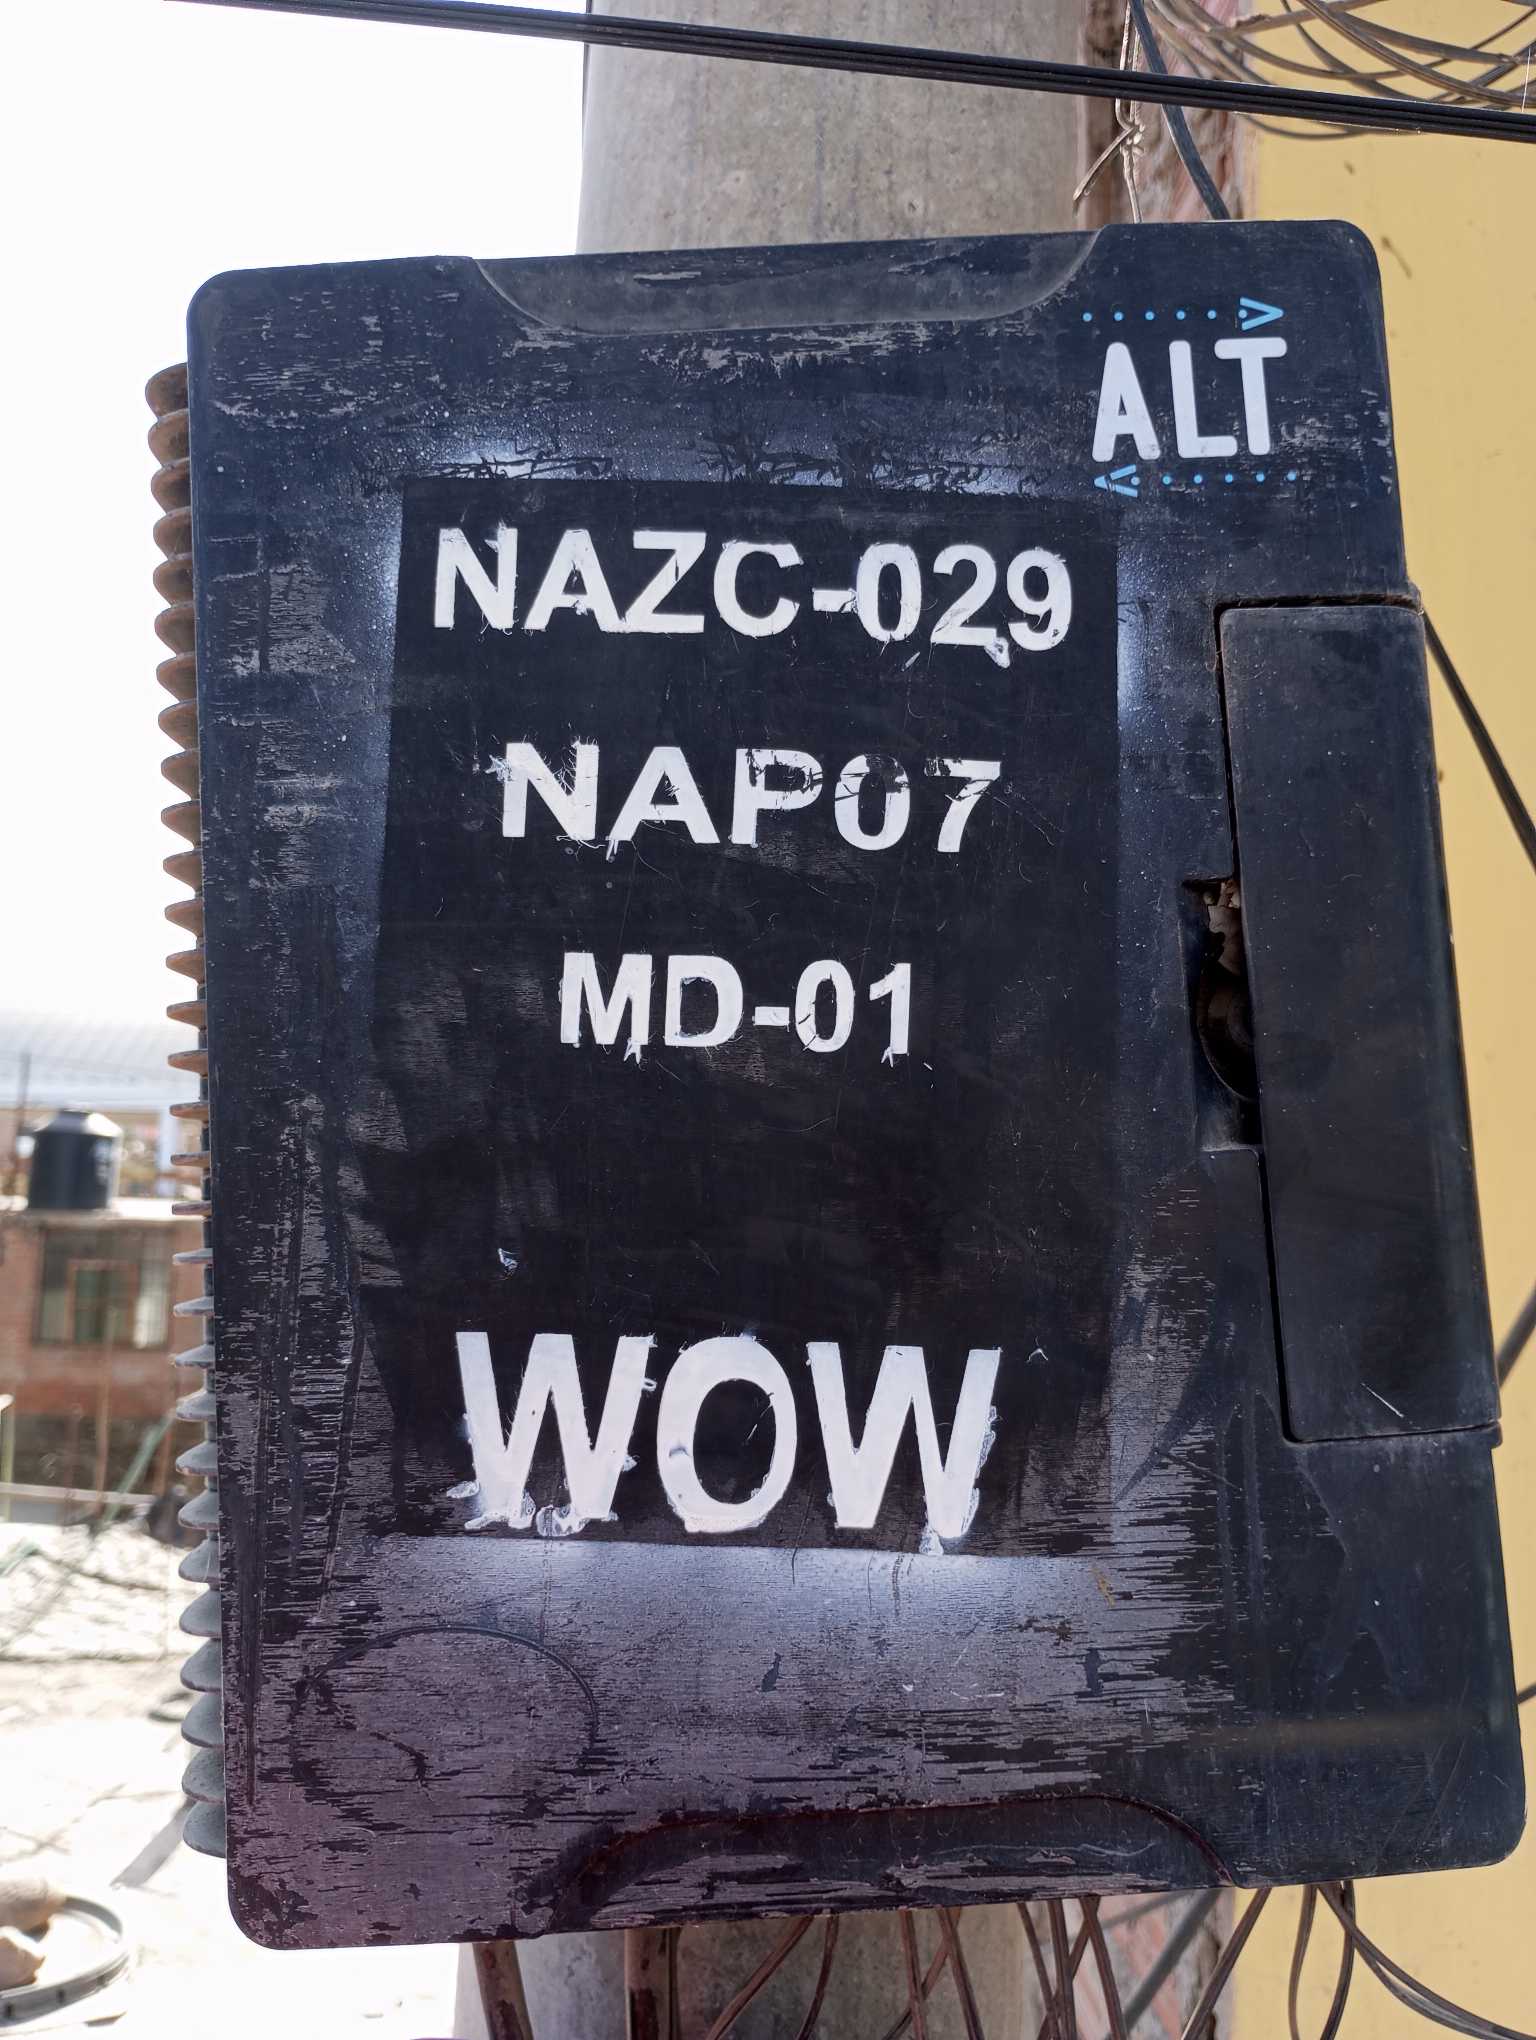 ALT
NAZC-029
NAP07
MD-01
WOW